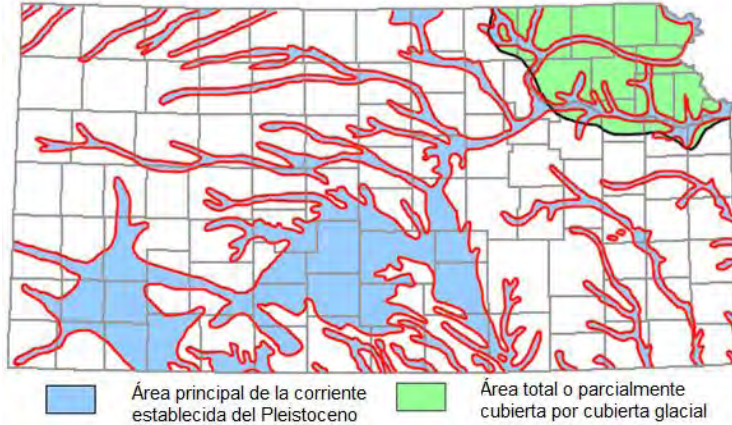 Área principal de la corriente
establecida del Pleistoceno
Área total o parcialmente
cubierta por cubierta glacial